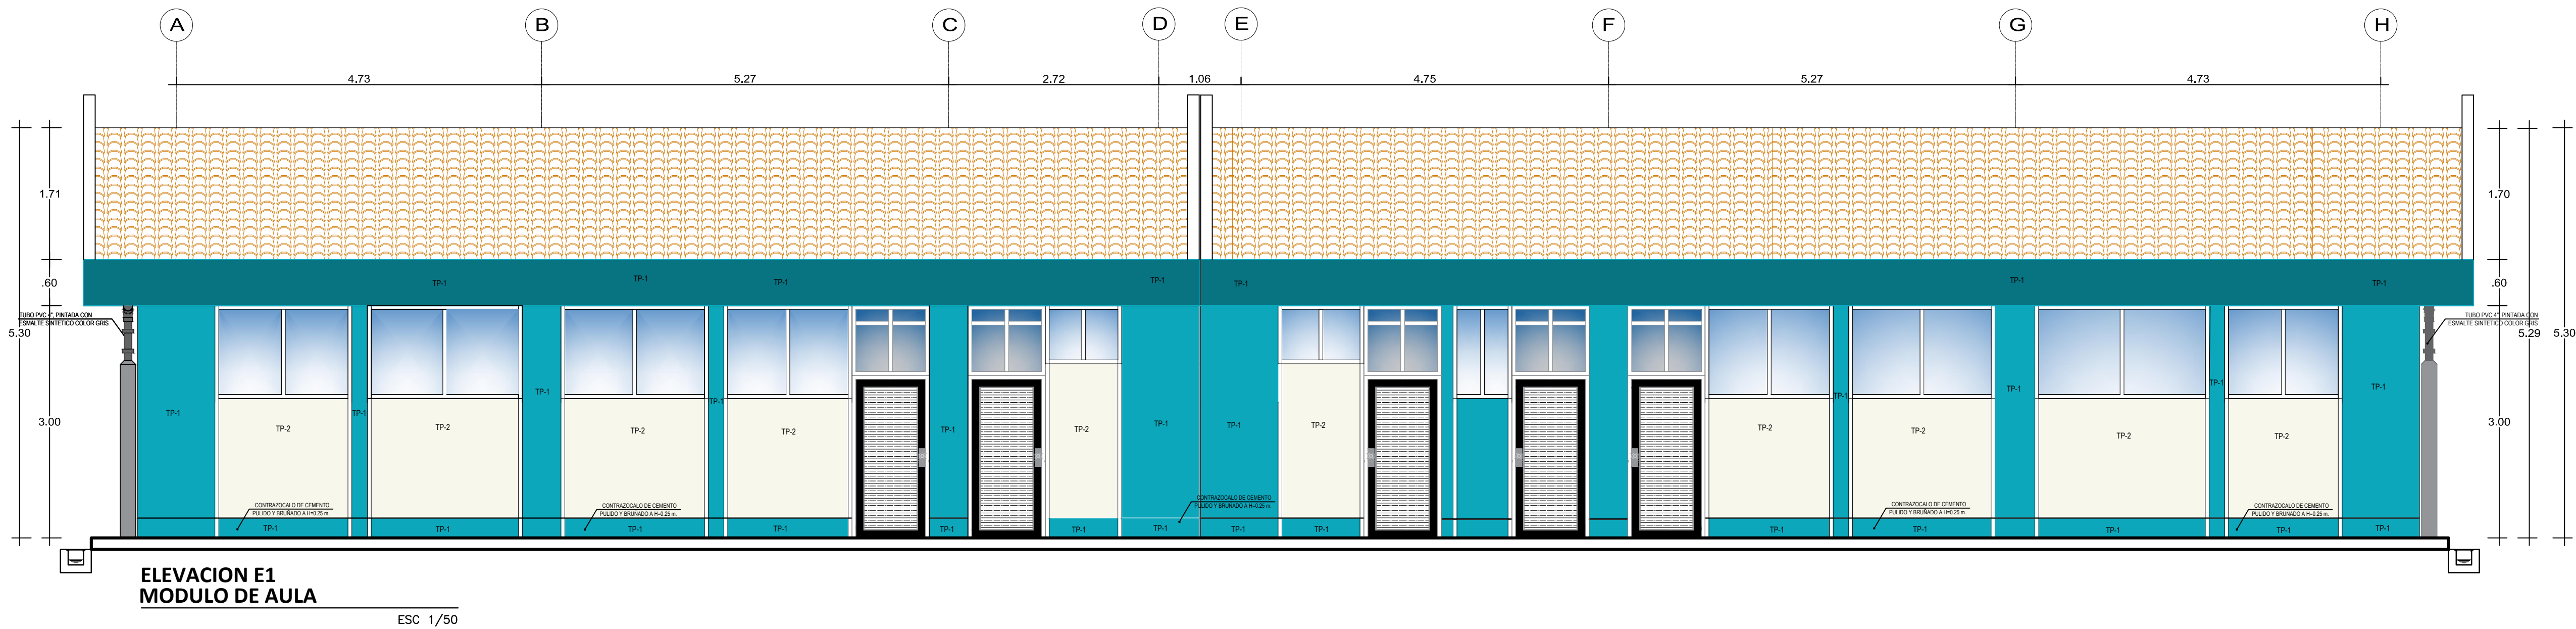 A B C D E F G H
4.73 5.27 2.72 1.06 4.75 5.27 4.73
1.71 1.70
TP-1 TP-1 TP-1 TP-1 TP-1 TP-1 TP-1
.60 .60
TUBO PVC 4", PINTADA CON
ESMALTE SINTETICO COLOR GRIS
TUBO PVC 4" PINTADA CON
ESMALTE SINTETICO COLOR GRIS
5.30 5.29 5.30
TP-1 TP-1 TP-1 TP-1 TP-1 TP-1 TP-1 TP-1 TP-1 TP-1 TP-1 TP-1
3.00 TP-2 TP-2 TP-2 TP-2 TP-2 TP-2 TP-2 TP-2 TP-2 TP-2 3.00
CONTRAZOCALO DE CEMENTO
PULIDO Y BRUÑADO A H=0.25 m.
CONTRAZOCALO DE CEMENTO
PULIDO Y BRUÑADO A H=0.25 m.
CONTRAZOCALO DE CEMENTO
PULIDO Y BRUÑADO A H=0.25 m.
CONTRAZOCALO DE CEMENTO
PULIDO Y BRUÑADO A H=0.25 m.
CONTRAZOCALO DE CEMENTO
PULIDO Y BRUÑADO A H=0.25 m.
TP-1 TP-1 TP-1 TP-1 TP-1 TP-1 TP-1 TP-1 TP-1 TP-1 TP-1 TP-1 TP-1 TP-1
ELEVACION E1
MODULO DE AULA
ESC 1/50